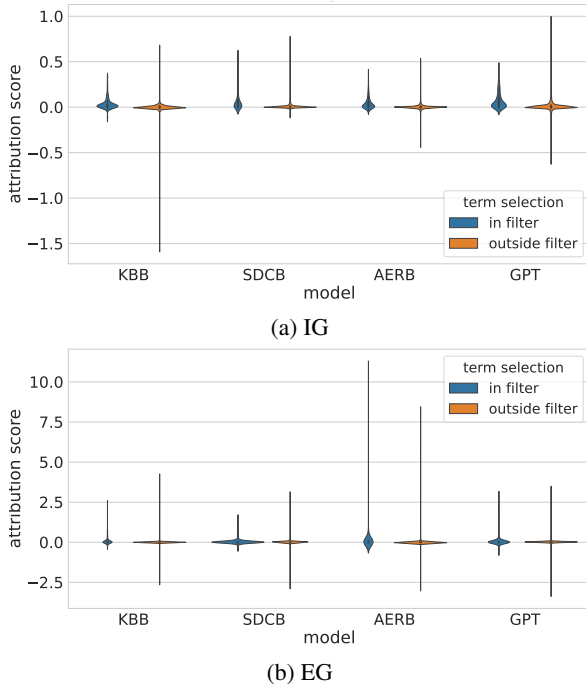 1.0
0.5
0.0
−0.5
−1.0
−1.5
attribution score
term selection
in filter
outside filter
KBB SDCB AERB GPT
model
(a) IG
10.0
7.5
5.0
2.5
0.0
−2.5
attribution score
term selection
in filter
outside filter
KBB SDCB AERB GPT
model
(b) EG